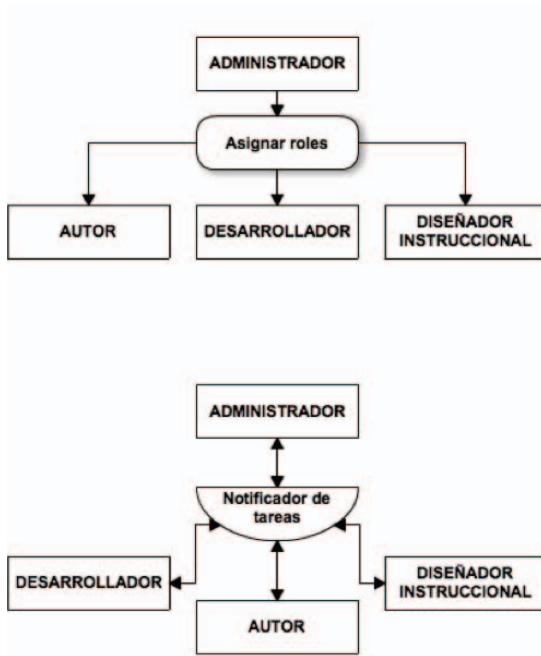 ADMINISTRADOR
Asignar roles
AUTOR
DESARROLLADOR
DISEÑADOR
INSTRUCCIONAL
ADMINISTRADOR
Notificador de
tareas
DESARROLLADOR
DISEÑADOR
INSTRUCCIONAL
AUTOR